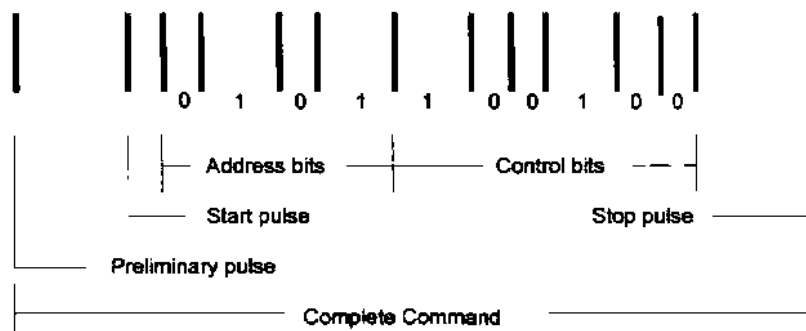 0 1 0 1 1 0 0 1 0 0
Address bits Control bits
Start pulse Stop pulse
Preliminary pulse
Complete Command